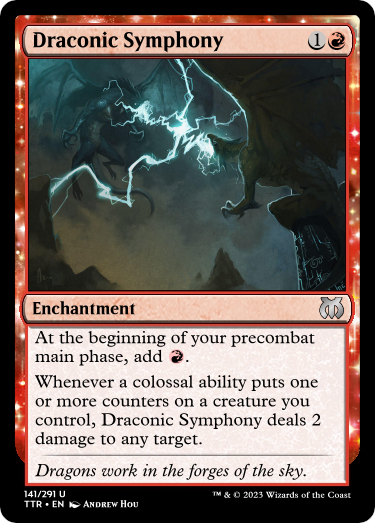 Draconic Symphony 1
Enchantment
At the beginning of your precombat
main phase, add .
Whenever a colossal ability puts one
or more counters on a creature you
control, Draconic Symphony deals 2
damage to any target.
Dragons work in the forges of the sky.
141/291 U
TTR • EN Andrew Hou
™ & © 2023 Wizards of the Coast